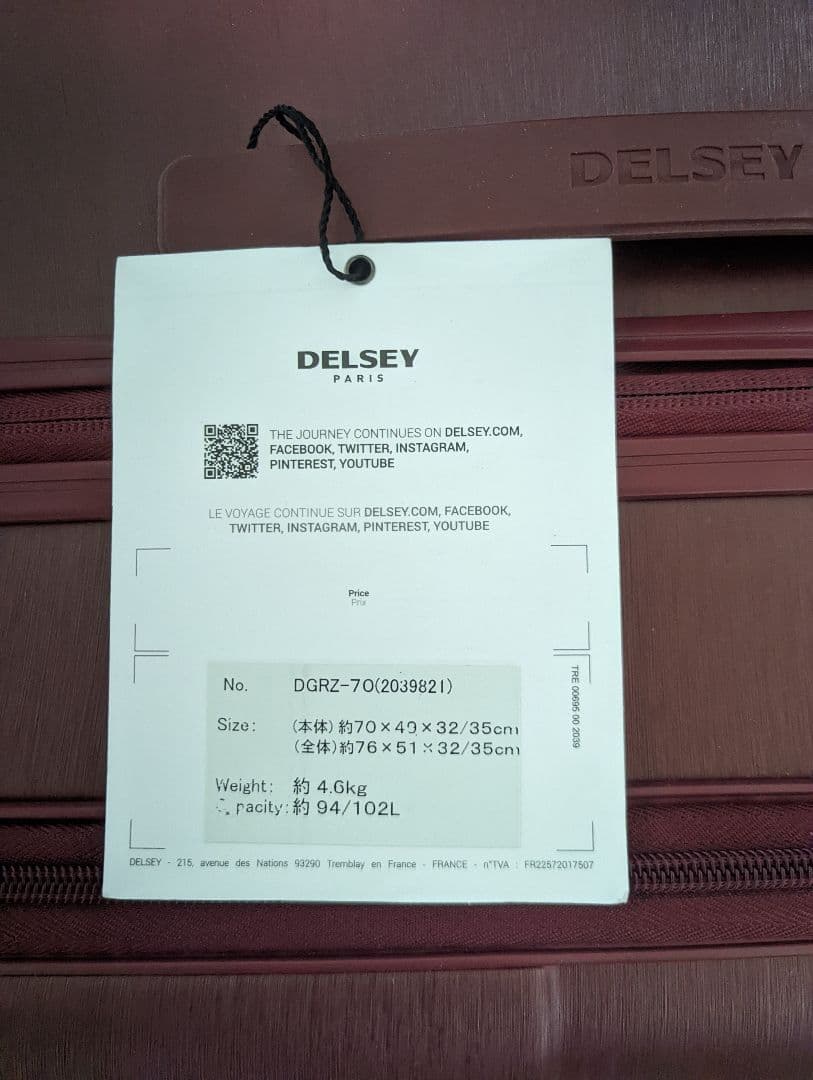 DELSEY
DELSEY
PARIS
THE JOURNEY CONTINUES ON DELSEY.COM,
FACEBOOK, TWITTER, INSTAGRAM,
PINTEREST, YOUTUBE
LE VOYAGE CONTINUE SUR DELSEY.COM, FACEBOOK,
TWITTER, INSTAGRAM, PINTEREST, YOUTUBE
Price
Prix
No. DGRZ-70(2039821)
Size: (本体)約70×49×32/35cm
(全体)約76×51×32/35cm
Weight: 約 4.6kg
pacity:約 94/102L
TRE 00695 00 2039
DELSEY - 215, avenue des Nations 93290 Tremblay en France - FRANCE - n°TVA : FR22572017507